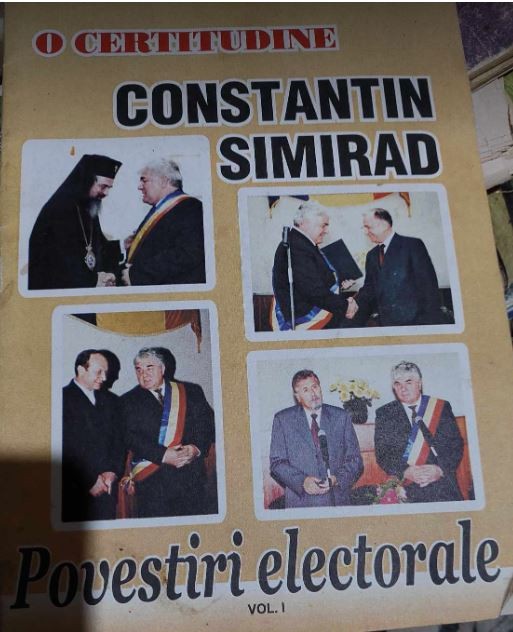 O CERTITUDINE
CONSTANTIN
SIMIRAD
Povestiri electorale
VOL. I